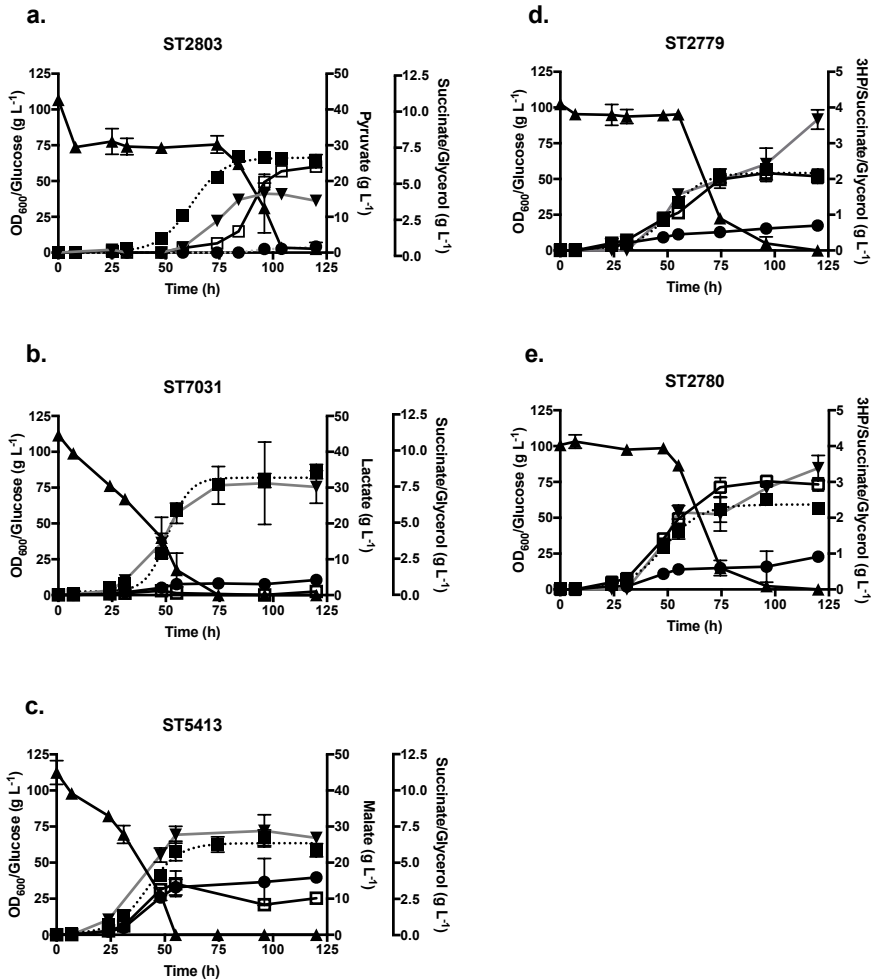 a.
ST2803
OD600/Glucose (g L-1)
125
100
75
50
25
0
0 25 50 75 100 125
Time (h)
50
40
30
20
10
0
Pyruvate (g L-1)
12.5
10.0
7.5
5.0
2.5
0.0
Succinate/Glycerol (g L-1)
b.
ST7031
OD600/Glucose (g L-1)
125
100
75
50
25
0
0 25 50 75 100 125
Time (h)
50
40
30
20
10
0
Lactate (g L-1)
12.5
10.0
7.5
5.0
2.5
0.0
Succinate/Glycerol (g L-1)
c.
ST5413
OD600/Glucose (g L-1)
125
100
75
50
25
0
0 25 50 75 100 125
Time (h)
50
40
30
20
10
0
Malate (g L-1)
12.5
10.0
7.5
5.0
2.5
0.0
Succinate/Glycerol (g L-1)
d.
ST2779
OD600/Glucose (g L-1)
125
100
75
50
25
0
0 25 50 75 100 125
Time (h)
5
4
3
2
1
0
3HP/Succinate/Glycerol (g L-1)
e.
ST2780
OD600/Glucose (g L-1)
125
100
75
50
25
0
0 25 50 75 100 125
Time (h)
5
4
3
2
1
0
3HP/Succinate/Glycerol (g L-1)